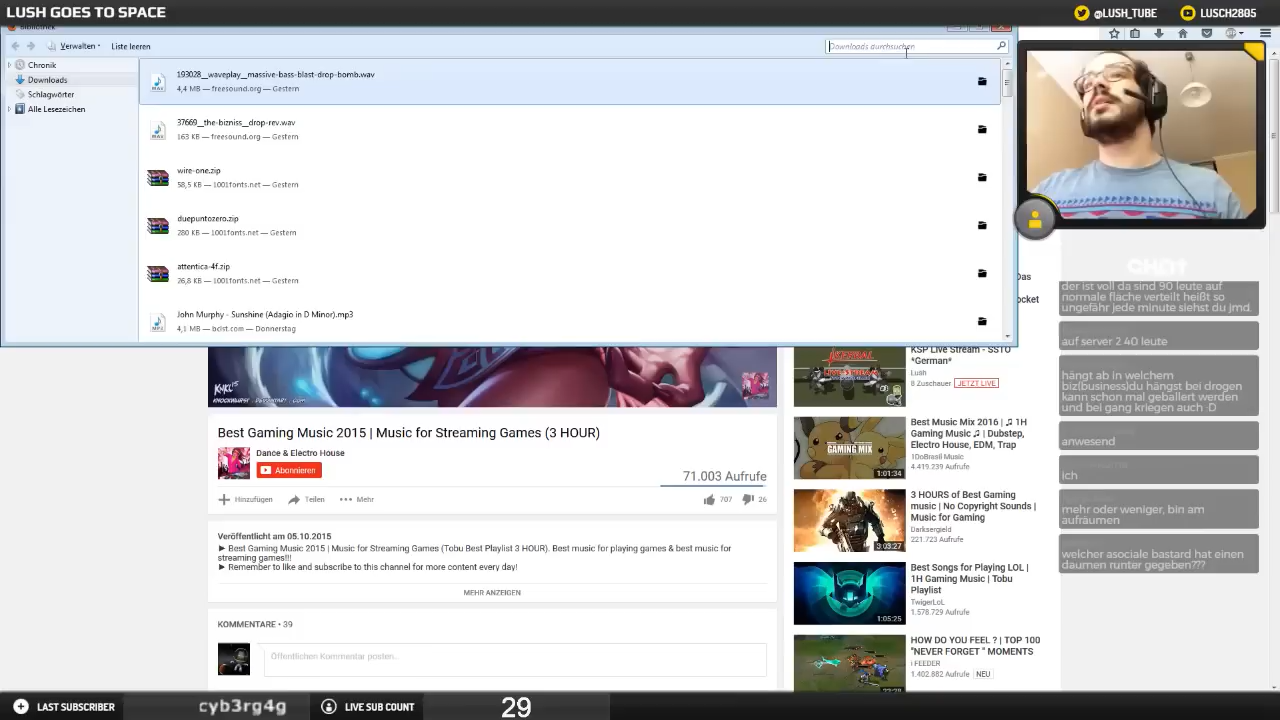 LUSH GOES TO SPACE
@LUSH_TUBE
LUSCH2805
Bibliothek
Verwalten
Liste leeren
Downloads durchsuchen
Chronik
Downloads
Schlagwörter
Alle Lesezeichen
193028__waveplay__massive-bass-blast-drop-bomb.wav
4,4 MB — freesound.org — Gestern
37669__the-bizniss__drop-rev.wav
163 KB — freesound.org — Gestern
wire-one.zip
58,5 KB — 1001fonts.net — Gestern
duepuntozero.zip
280 KB — 1001fonts.net — Gestern
attentica-4f.zip
26,8 KB — 1001fonts.net — Gestern
John Murphy - Sunshine (Adagio in D Minor).mp3
4,1 MB — bclst.com — Donnerstag
KNOCKWURST.DEVIANTART.COM
Best Gaming Music 2015 | Music for Streaming Games (3 HOUR)
Dance & Electro House
Abonnieren
71.003 Aufrufe
Hinzufügen
Teilen
Mehr
707
26
Veröffentlicht am 05.10.2015
► Best Gaming Music 2015 | Music for Streaming Games (Tobu Best Playlist 3 HOUR). Best music for playing games & best music for
streaming games!!!
► Remember to like and subscribe to this channel for more content every day!
MEHR ANZEIGEN
KOMMENTARE • 39
Öffentlichen Kommentar posten...
Das
ocket
KSP Live Stream - SSTO
*German*
Lush
8 Zuschauer
JETZT LIVE
Best Music Mix 2016 | ♫ 1H
Gaming Music ♫ | Dubstep,
Electro House, EDM, Trap
1DoBrasil Music
4.419.239 Aufrufe
GAMING MIX
1:01:34
3 HOURS of Best Gaming
music | No Copyright Sounds |
Music for Gaming
Darksergield
221.723 Aufrufe
3:03:27
Best Songs for Playing LOL |
1H Gaming Music | Tobu
Playlist
TwigerLoL
1.578.729 Aufrufe
1:05:25
HOW DO YOU FEEL ? | TOP 100
"NEVER FORGET " MOMENTS
i FEEDER
1.402.882 Aufrufe
NEU
CHAT
der ist voll da sind 90 leute auf
normale fläche verteilt heißt so
ungefähr jede minute siehst du jmd.
auf server 2 40 leute
hängt ab in welchem
biz(business)du hängst bei drogen
kann schon mal geballert werden
und bei gang kriegen auch :D
anwesend
ich
mehr oder weniger, bin am
aufräumen
welcher asociale bastard hat einen
daumen runter gegeben???
LAST SUBSCRIBER
cyb3rg4g
LIVE SUB COUNT
29